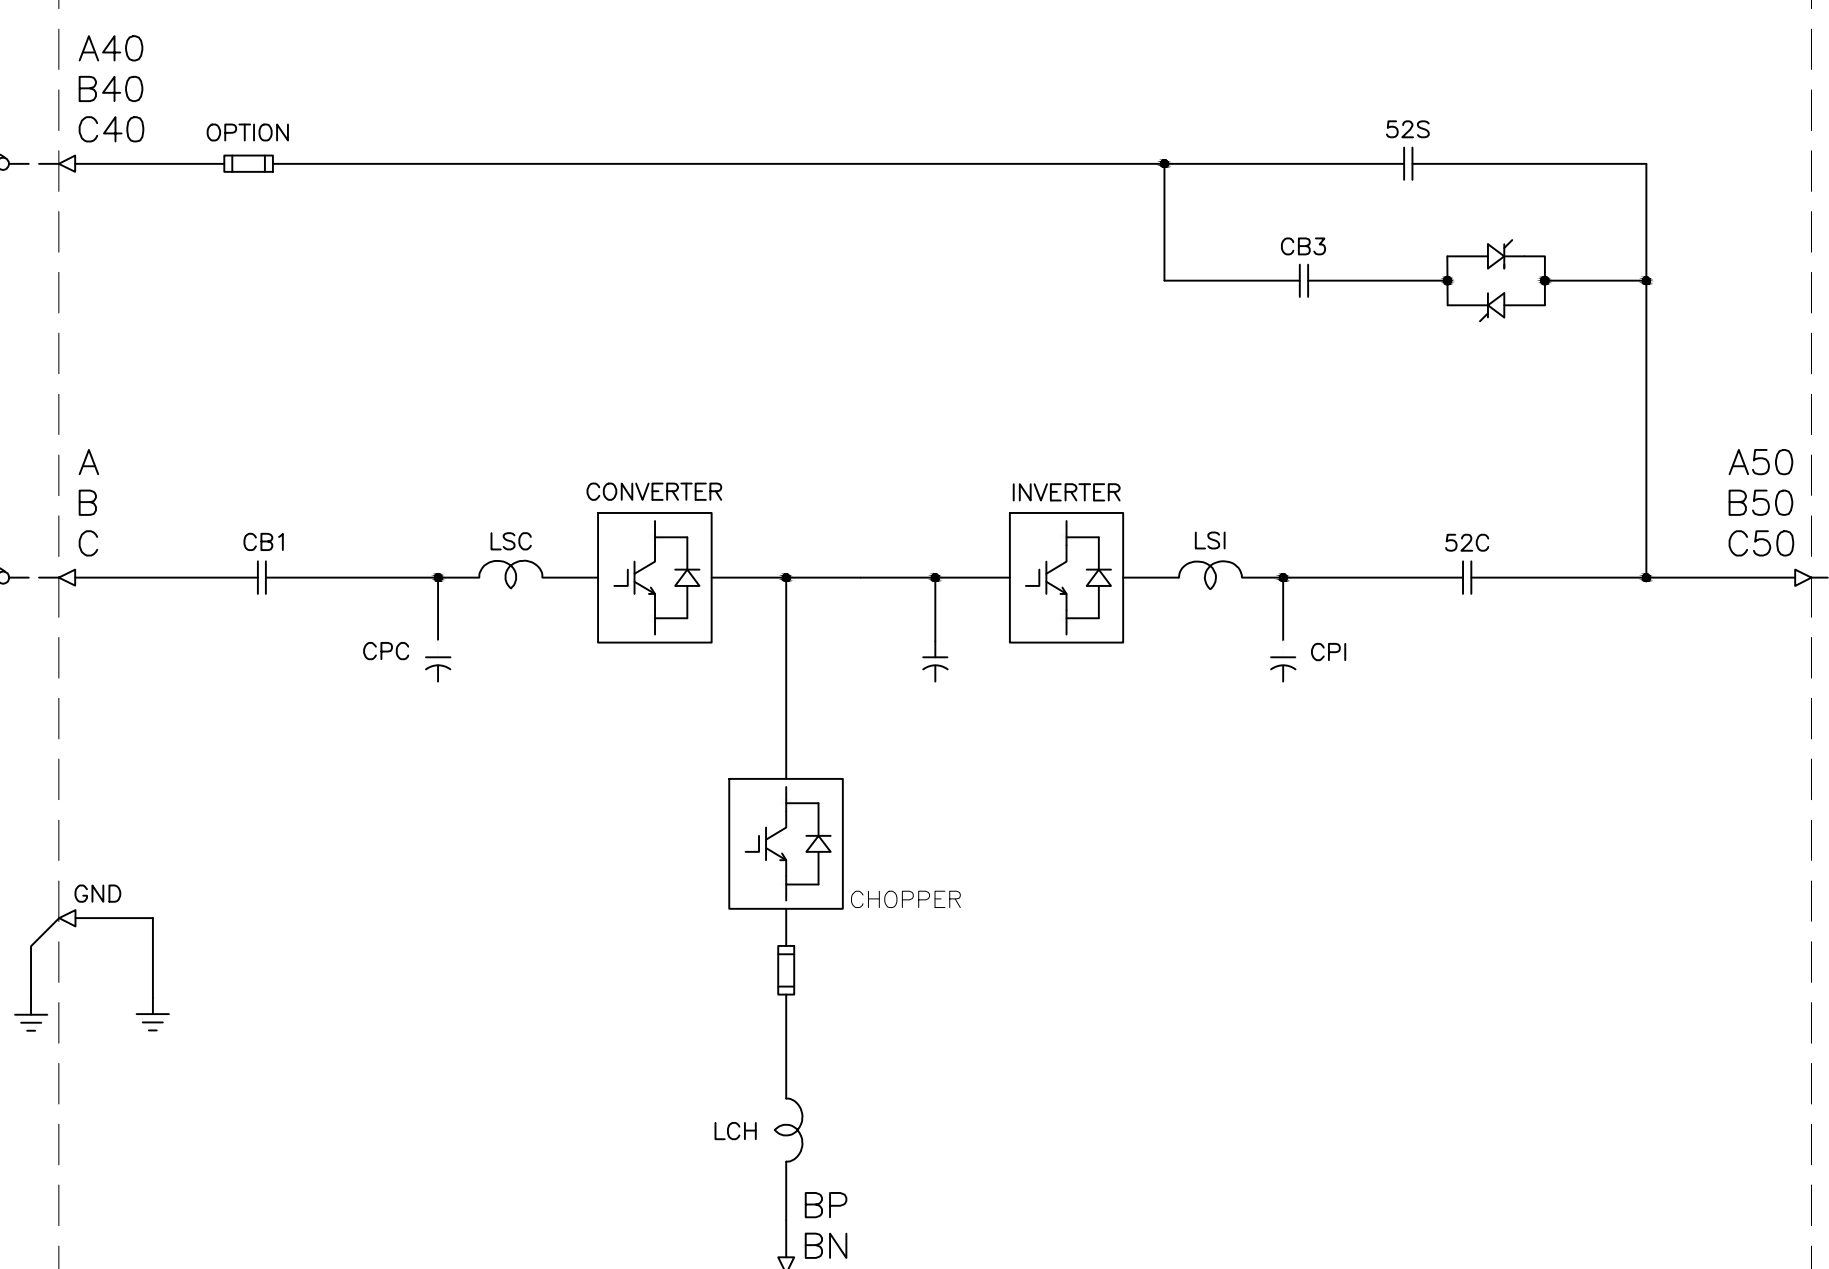 A40
B40
C40
OPTION
52S
CB3
A
B
C
CB1
LSC
CONVERTER
INVERTER
LSI
52C
A50
B50
C50
CPC
CPI
CHOPPER
GND
LCH
BP
BN